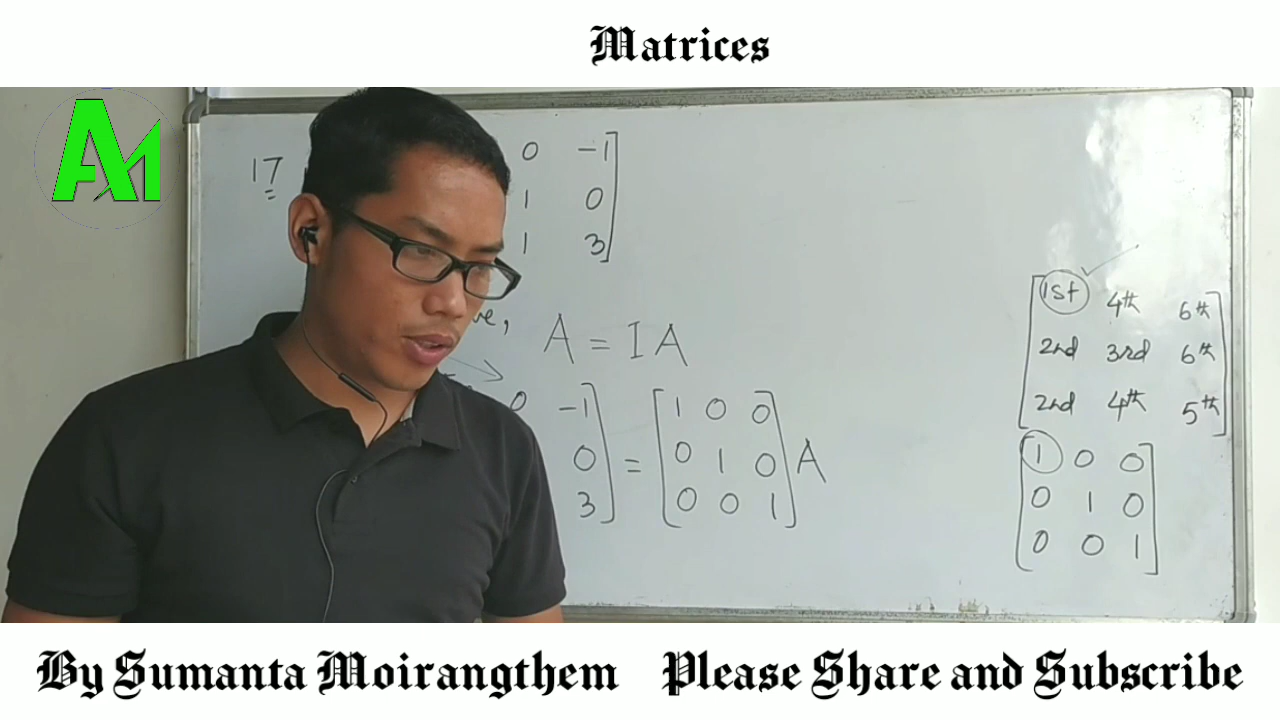 Matrices
AM
17 0 -1
1 0
1 3
A = IA
0 -1 1 0 0
0 = 0 1 0 A
3 0 0 1
1st 4th 6th
2nd 3rd 6th
2nd 4th 5th
1 0 0
0 1 0
0 0 1
By Sumanta Moirangthem Please Share and Subscribe